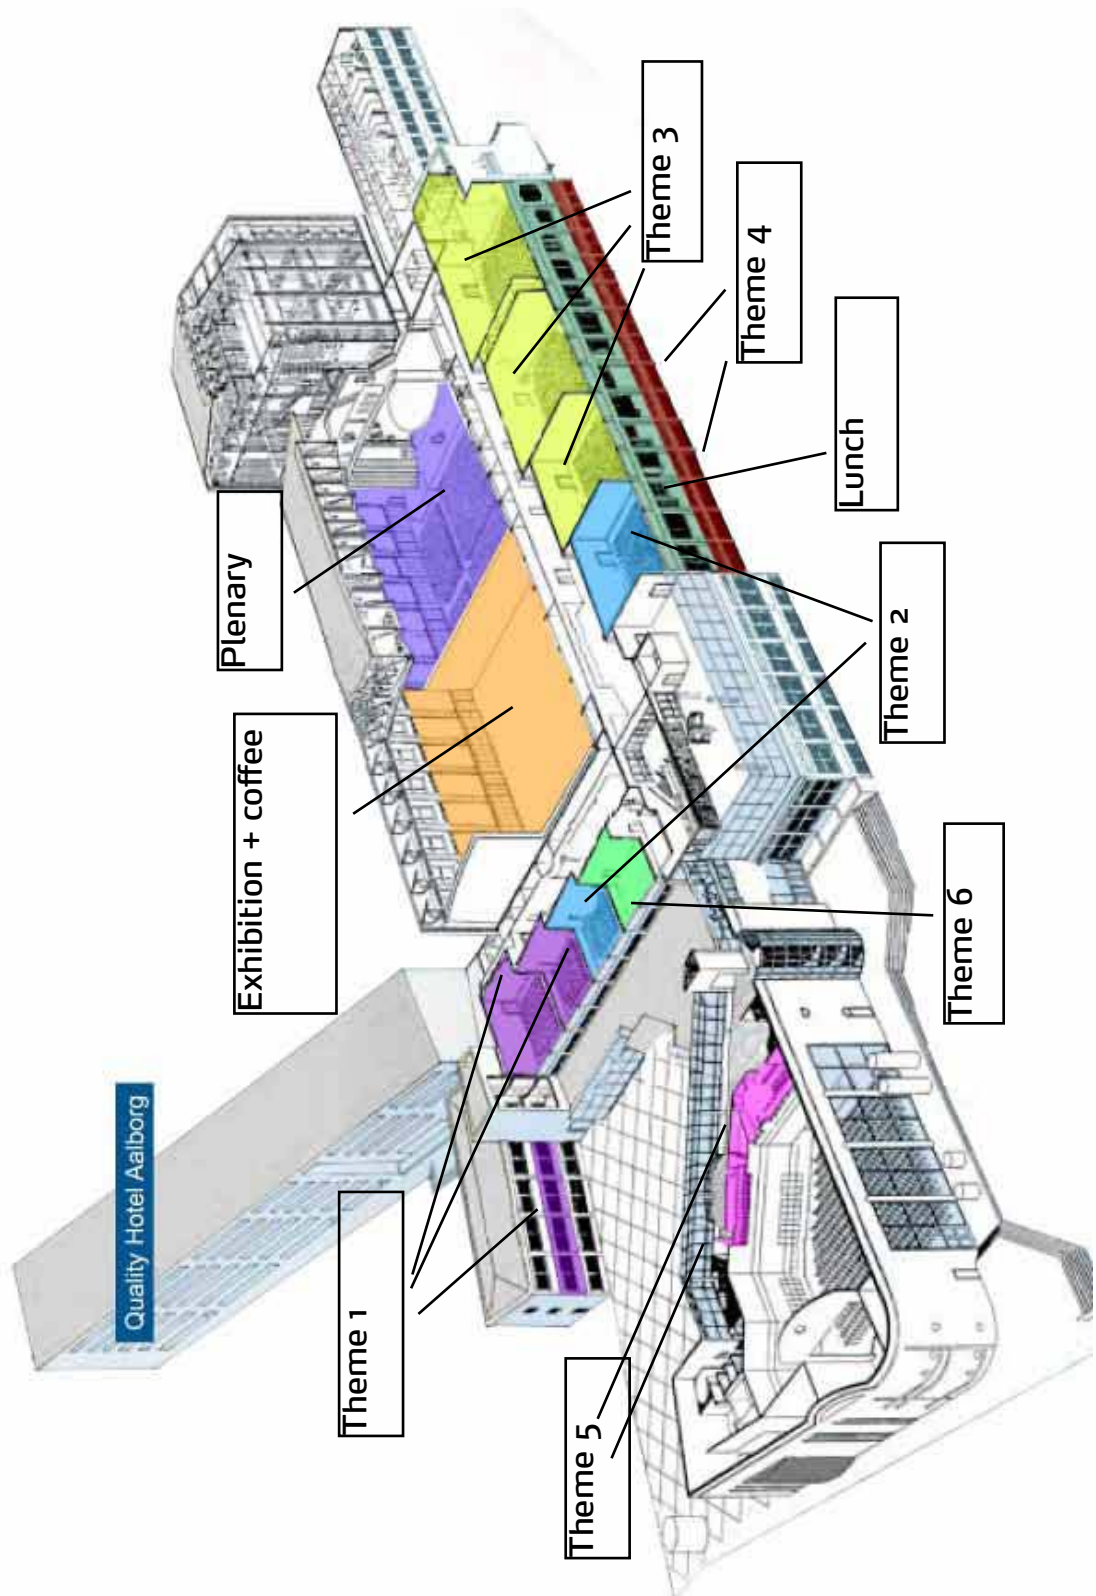 Quality Hotel Aalborg
Exhibition + coffee
Plenary
Theme 1
Theme 5
Theme 6
Theme 2
Lunch
Theme 4
Theme 3